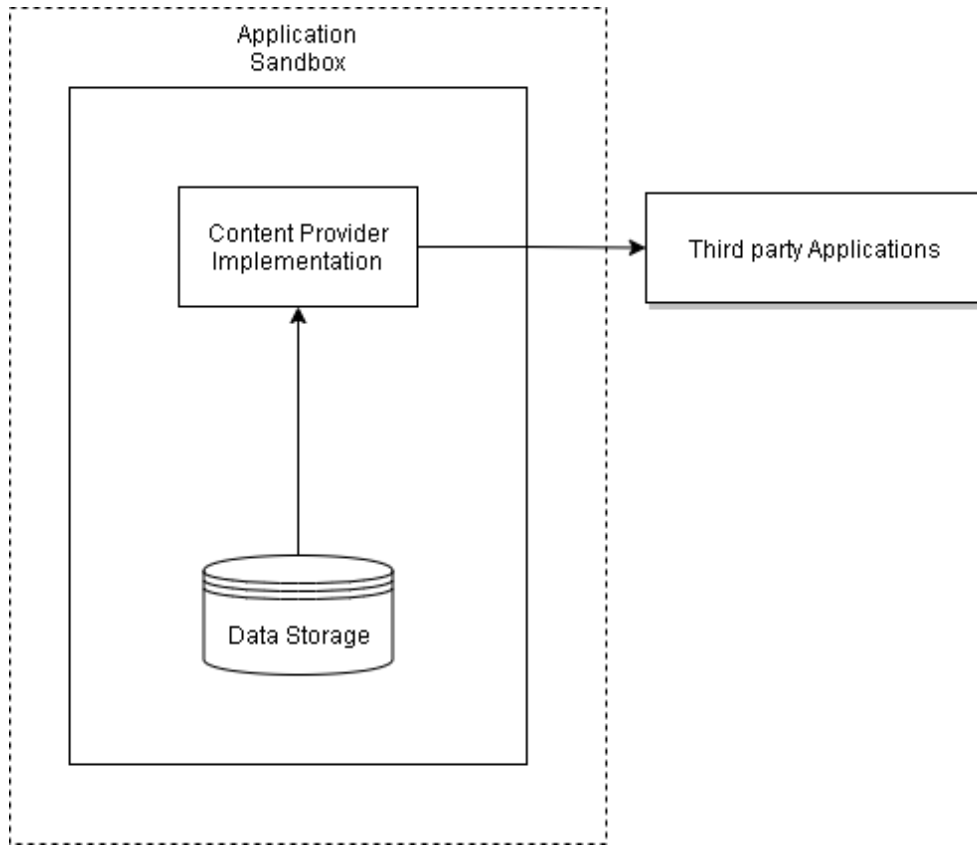 Application
Sandbox
Content Provider
Implementation
Third party Applications
Data Storage